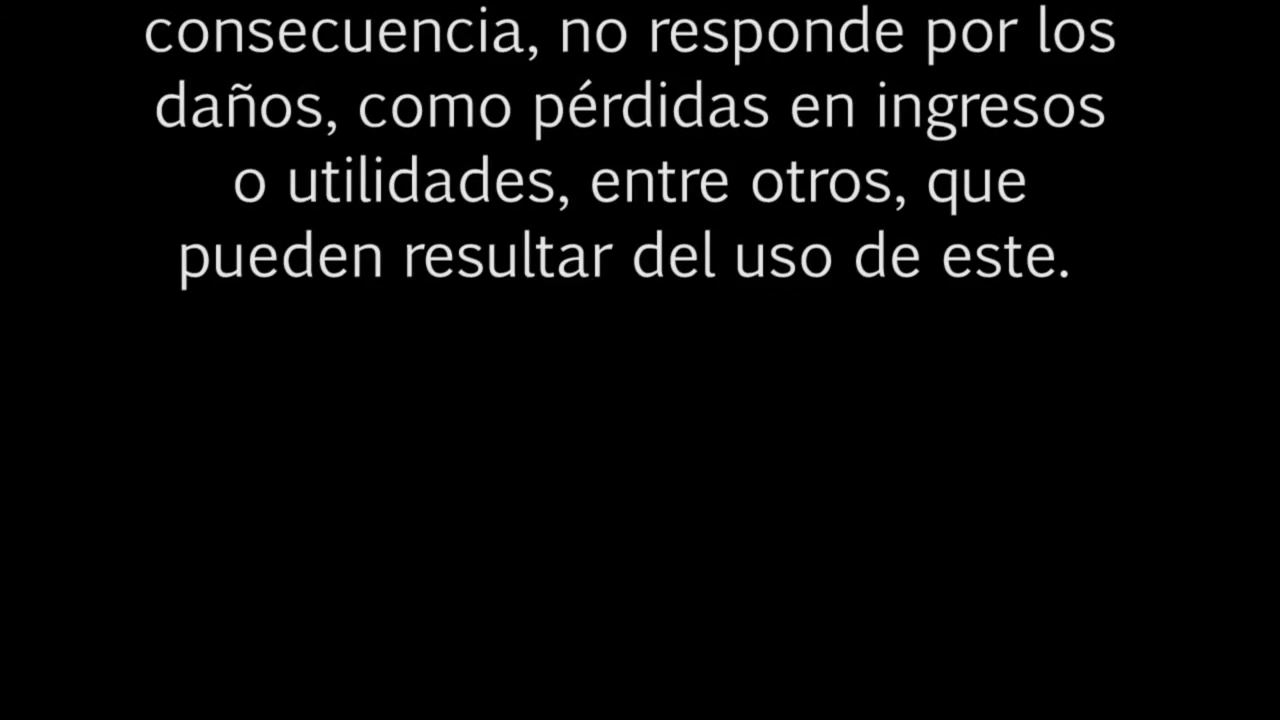 consecuencia, no responde por los
daños, como pérdidas en ingresos
o utilidades, entre otros, que
pueden resultar del uso de este.